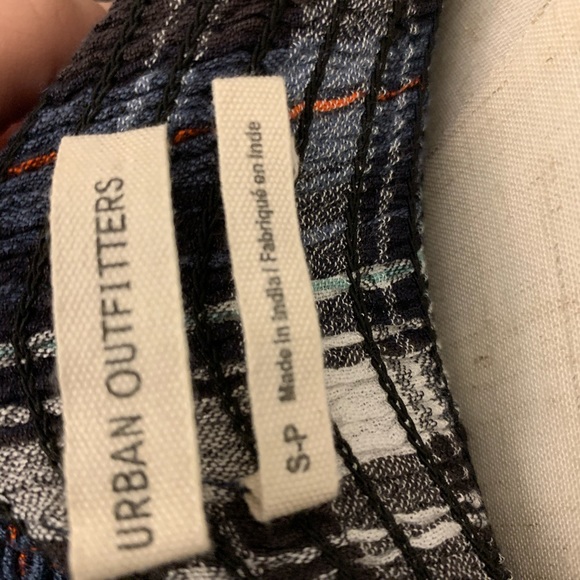 URBAN OUTFITTERS
S-P Made in India / Fabriqué en Inde